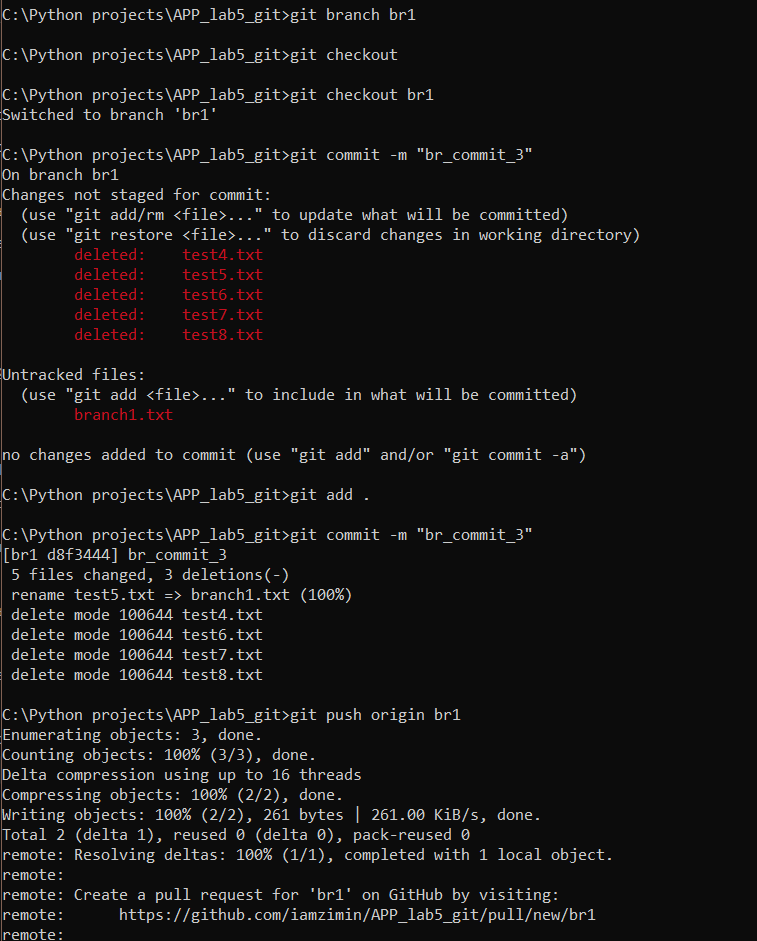 C:\Python projects\APP_lab5_git>git branch br1
C:\Python projects\APP_lab5_git>git checkout
C:\Python projects\APP_lab5_git>git checkout br1
Switched to branch 'br1'
C:\Python projects\APP_lab5_git>git commit -m "br_commit_3"
On branch br1
Changes not staged for commit:
  (use "git add/rm <file>..." to update what will be committed)
  (use "git restore <file>..." to discard changes in working directory)
        deleted:    test4.txt
        deleted:    test5.txt
        deleted:    test6.txt
        deleted:    test7.txt
        deleted:    test8.txt
Untracked files:
  (use "git add <file>..." to include in what will be committed)
        branch1.txt
no changes added to commit (use "git add" and/or "git commit -a")
C:\Python projects\APP_lab5_git>git add .
C:\Python projects\APP_lab5_git>git commit -m "br_commit_3"
[br1 d8f3444] br_commit_3
 5 files changed, 3 deletions(-)
 rename test5.txt => branch1.txt (100%)
 delete mode 100644 test4.txt
 delete mode 100644 test6.txt
 delete mode 100644 test7.txt
 delete mode 100644 test8.txt
C:\Python projects\APP_lab5_git>git push origin br1
Enumerating objects: 3, done.
Counting objects: 100% (3/3), done.
Delta compression using up to 16 threads
Compressing objects: 100% (2/2), done.
Writing objects: 100% (2/2), 261 bytes | 261.00 KiB/s, done.
Total 2 (delta 1), reused 0 (delta 0), pack-reused 0
remote: Resolving deltas: 100% (1/1), completed with 1 local object.
remote:
remote: Create a pull request for 'br1' on GitHub by visiting:
remote:      https://github.com/iamzimin/APP_lab5_git/pull/new/br1
remote: